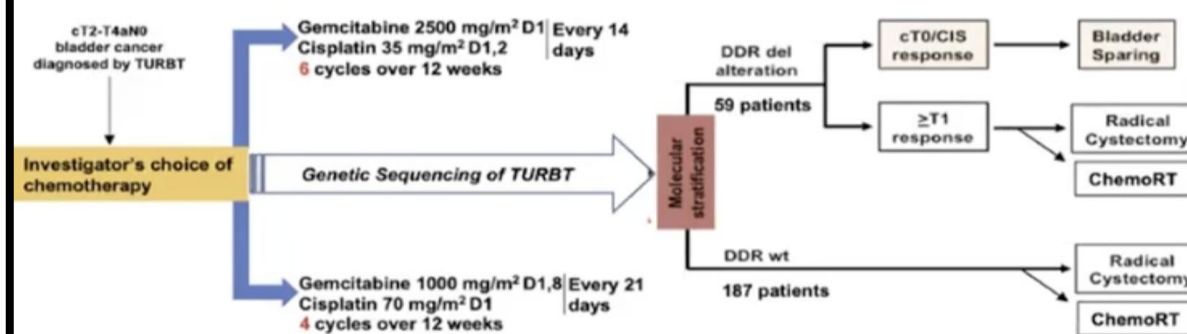 cT2-T4aN0
bladder cancer
diagnosed by TURBT
Investigator's choice of
chemotherapy
Gemcitabine 2500 mg/m² D1
Cisplatin 35 mg/m² D1,2
Every 14
days
6 cycles over 12 weeks
Genetic Sequencing of TURBT
Gemcitabine 1000 mg/m² D1,8
Cisplatin 70 mg/m² D1
Every 21
days
4 cycles over 12 weeks
Molecular
stratification
DDR del
alteration
59 patients
cT0/CIS
response
Bladder
Sparing
≥T1
response
Radical
Cystectomy
ChemoRT
DDR wt
187 patients
Radical
Cystectomy
ChemoRT